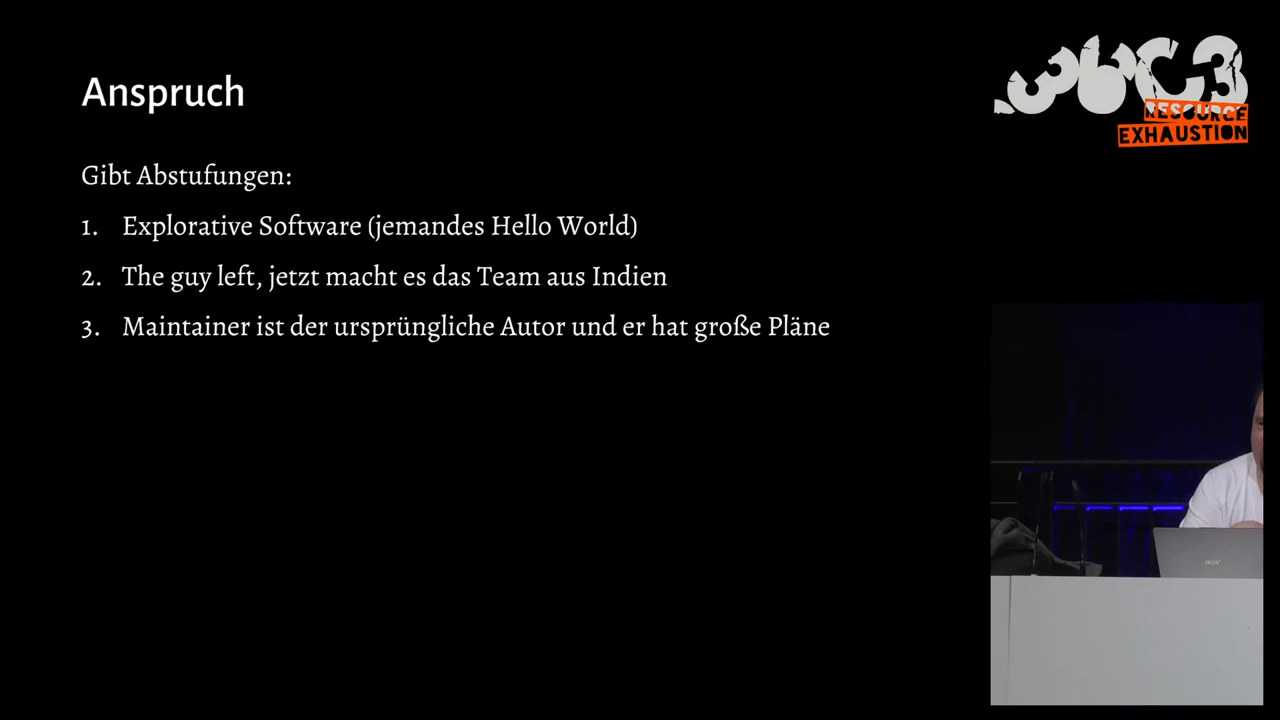 Anspruch
36C3
RESOURCE
EXHAUSTION
Gibt Abstufungen:
1. Explorative Software (jemandes Hello World)
2. The guy left, jetzt macht es das Team aus Indien
3. Maintainer ist der ursprüngliche Autor und er hat große Pläne
acer